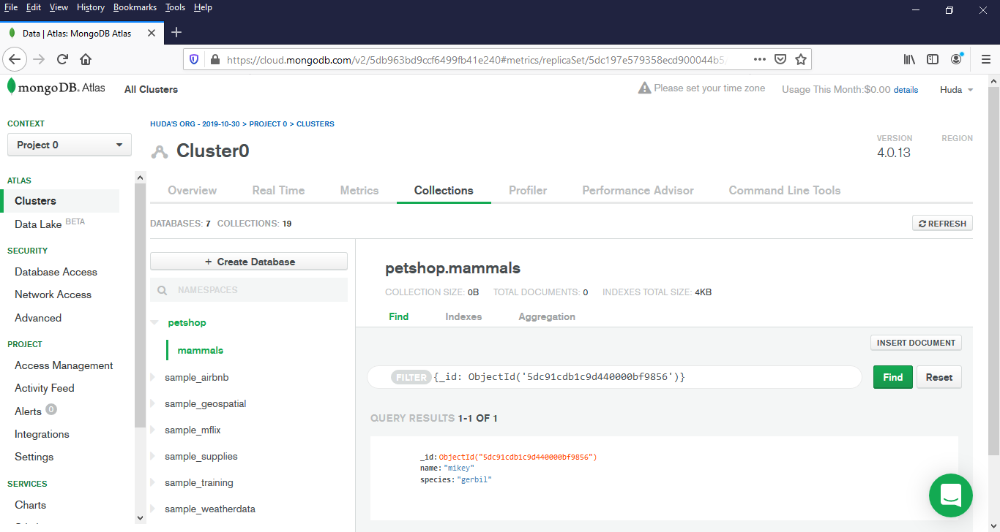 File Edit View History Bookmarks Tools Help
Data | Atlas: MongoDB Atlas
https://cloud.mongodb.com/v2/5db963bd9ccf6499fb41e240#metrics/replicaSet/5dc197e579358ecd900044b5/
mongoDB. Atlas All Clusters Please set your time zone Usage This Month:$0.00 details Huda
CONTEXT
Project 0
ATLAS
Clusters
Data Lake BETA
SECURITY
Database Access
Network Access
Advanced
PROJECT
Access Management
Activity Feed
Alerts 0
Integrations
Settings
SERVICES
Charts
HUDA'S ORG - 2019-10-30 > PROJECT 0 > CLUSTERS
Cluster0
VERSION REGION
4.0.13
Overview Real Time Metrics Collections Profiler Performance Advisor Command Line Tools
DATABASES: 7 COLLECTIONS: 19 REFRESH
+ Create Database
NAMESPACES
petshop
mammals
sample_airbnb
sample_geospatial
sample_mflix
sample_supplies
sample_training
sample_weatherdata
petshop.mammals
COLLECTION SIZE: 0B TOTAL DOCUMENTS: 0 INDEXES TOTAL SIZE: 4KB
Find Indexes Aggregation
INSERT DOCUMENT
FILTER {_id: ObjectId('5dc91cdb1c9d440000bf9856')} Find Reset
QUERY RESULTS 1-1 OF 1
_id: ObjectId("5dc91cdb1c9d440000bf9856")
name: "mikey"
species: "gerbil"